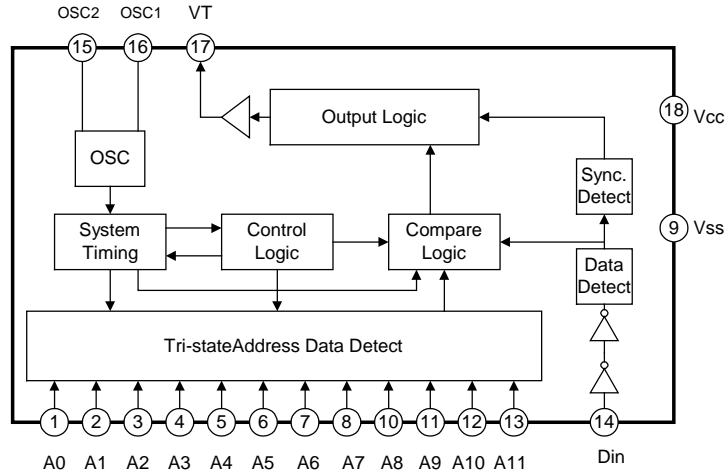 OSC2 OSC1 VT
15 16 17
Output Logic
18 Vcc
OSC
Sync.
Detect
System
Timing
Control
Logic
Compare
Logic
9 Vss
Data
Detect
Tri-stateAddress Data Detect
1 2 3 4 5 6 7 8 10 11 12 13 14
A0 A1 A2 A3 A4 A5 A6 A7 A8 A9 A10 A11 Din